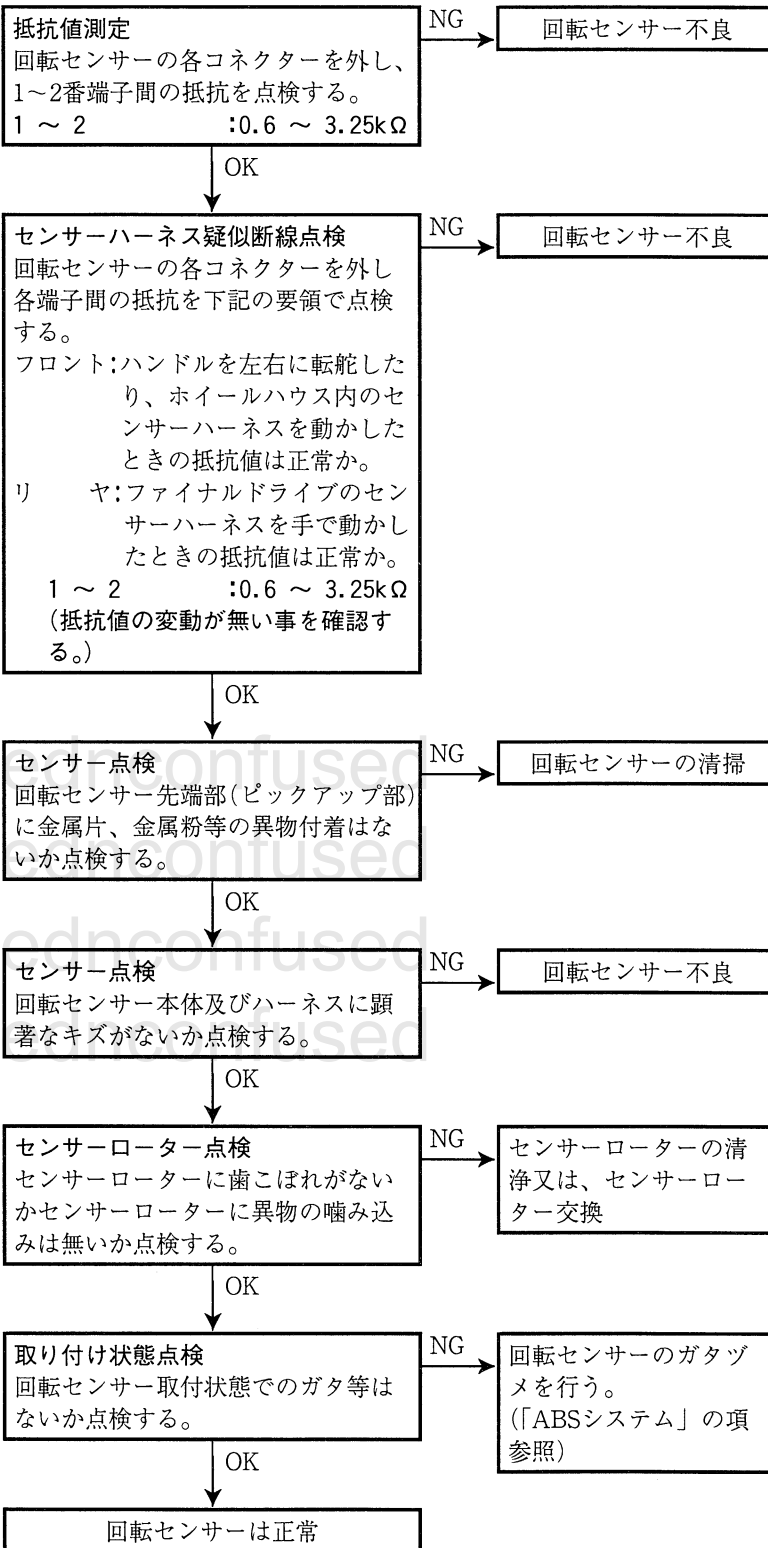 抵抗値測定
回転センサーの各コネクターを外し、
1～2番端子間の抵抗を点検する。
1 ～ 2 :0.6 ～ 3.25kΩ
NG
回転センサー不良
OK
センサーハーネス疑似断線点検
回転センサーの各コネクターを外し
各端子間の抵抗を下記の要領で点検
する。
フロント:ハンドルを左右に転舵した
り、ホイールハウス内のセ
ンサーハーネスを動かした
ときの抵抗値は正常か。
リ ヤ:ファイナルドライブのセン
サーハーネスを手で動かし
たときの抵抗値は正常か。
1 ～ 2 :0.6 ～ 3.25kΩ
(抵抗値の変動が無い事を確認す
る。)
NG
回転センサー不良
OK
センサー点検
回転センサー先端部(ピックアップ部)
に金属片、金属粉等の異物付着はな
いか点検する。
NG
回転センサーの清掃
OK
センサー点検
回転センサー本体及びハーネスに顕
著なキズがないか点検する。
NG
回転センサー不良
OK
センサーローター点検
センサーローターに歯こぼれがない
かセンサーローターに異物の噛み込
みは無いか点検する。
NG
センサーローターの清
浄又は、センサーロー
ター交換
OK
取り付け状態点検
回転センサー取付状態でのガタ等は
ないか点検する。
NG
回転センサーのガタヅ
メを行う。
(「ABSシステム」の項
参照)
OK
回転センサーは正常
ednconfused
ednconfused
ednconfused
ednconfused